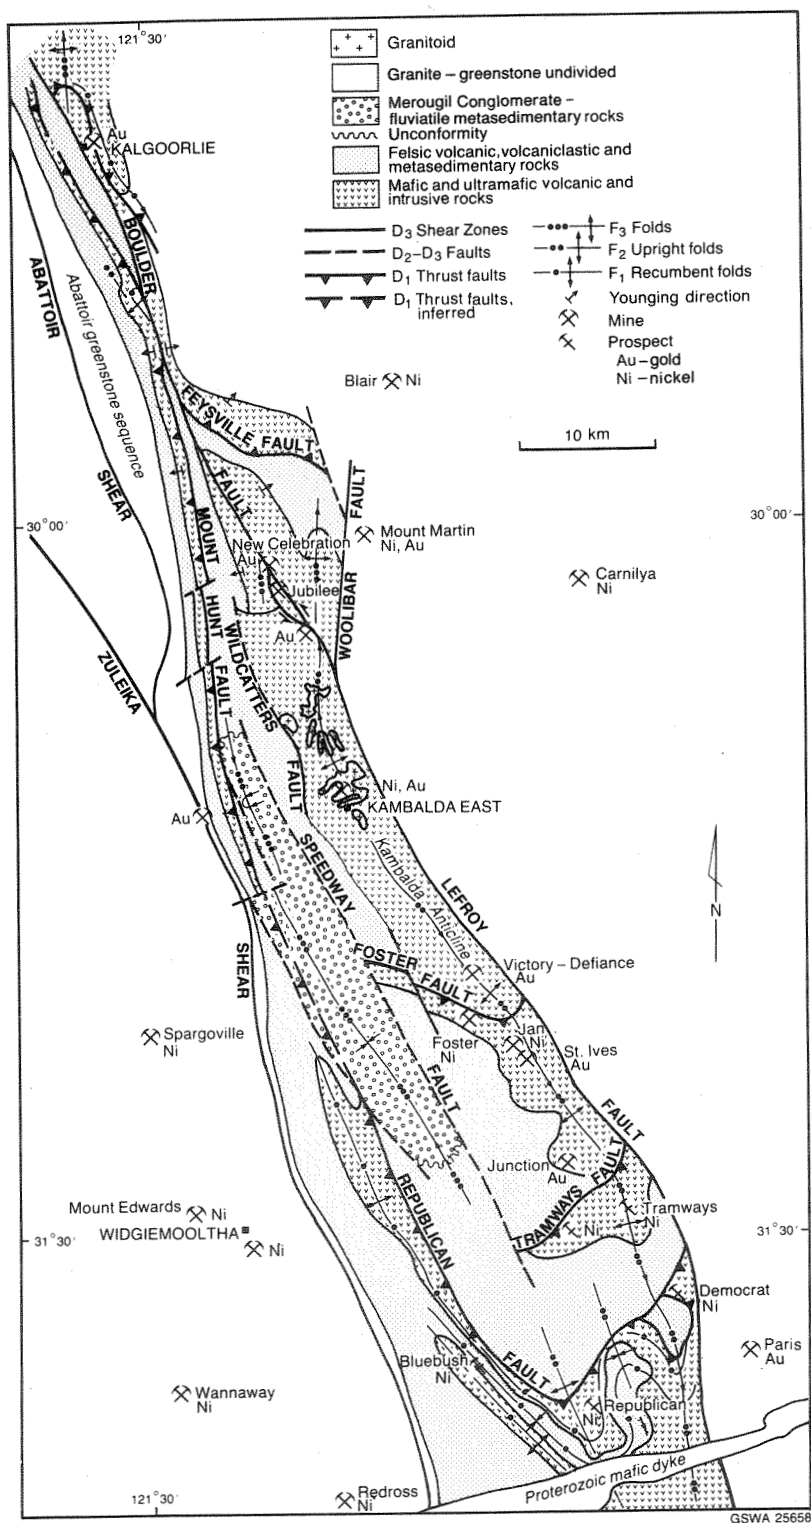 121°30'
Granitoid
Granite – greenstone undivided
Merougil Conglomerate –
fluviatile metasedimentary rocks
Unconformity
Felsic volcanic, volcaniclastic and
metasedimentary rocks
Mafic and ultramafic volcanic and
intrusive rocks
D3 Shear Zones
D2–D3 Faults
D1 Thrust faults
D1 Thrust faults,
inferred
F3 Folds
F2 Upright folds
F1 Recumbent folds
Younging direction
Mine
Prospect
Au – gold
Ni – nickel
10 km
Au
KALGOORLIE
BOULDER
ABATTOIR
Abattoir greenstone sequence
SHEAR
Blair Ni
FEYSVILLE FAULT
FAULT
30°00'
30°00'
MOUNT
New Celebration
Au
Jubilee
FAULT
Mount Martin
Ni, Au
WOOLIBAR
Carnilya
Ni
Au
HUNT
WILDCATTERS
ZULEIKA
FAULT
FAULT
Ni, Au
KAMBALDA EAST
Au
SPEEDWAY
Kambalda Anticline
LEFROY
N
SHEAR
FOSTER
FAULT
Victory – Defiance
Au
Spargoville
Ni
Foster
Ni
Jan
Ni
St. Ives
Au
FAULT
FAULT
Junction
Au
TRAMWAYS FAULT
REPUBLICAN
Mount Edwards
Ni
WIDGIEMOOLTHA
Ni
Ni
Tramways
Ni
31°30'
31°30'
Democrat
Ni
Paris
Au
Bluebush
Ni
FAULT
Wannaway
Ni
Republican
Ni
Redross
Ni
Proterozoic mafic dyke
121°30'
GSWA 25658